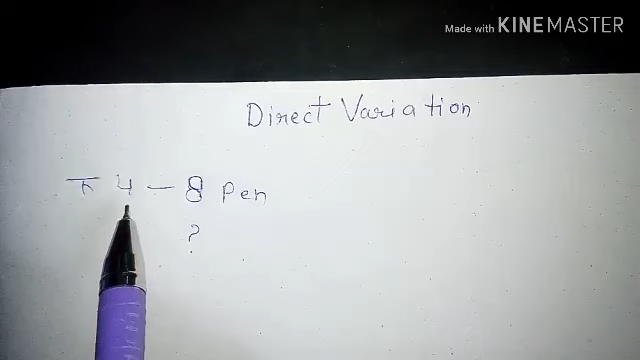 Made with KINEMASTER
Direct Variation
₹ 4 — 8 Pen
?